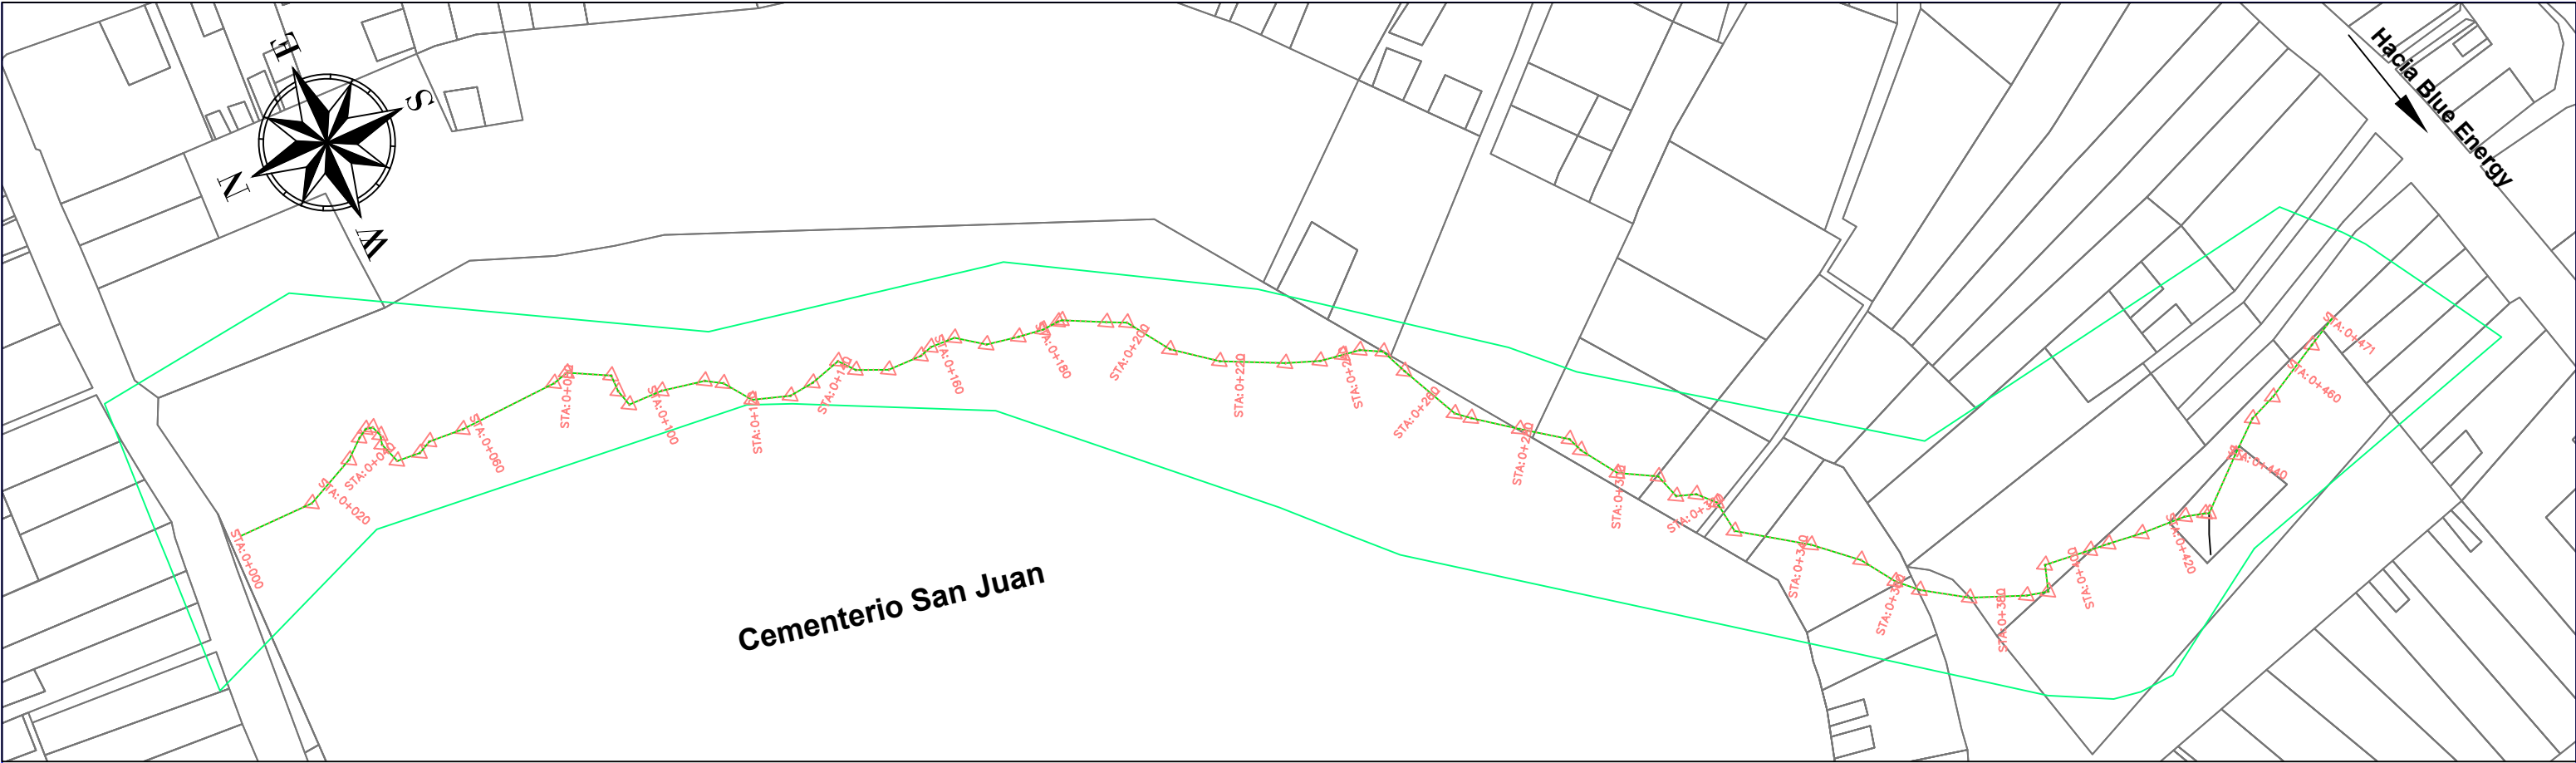 E
S
N
W
Hacia Blue Energy
Cementerio San Juan
STA:0+000
STA:0+020
STA:0+040
STA:0+060
STA:0+080
STA:0+100
STA:0+120
STA:0+140
STA:0+160
STA:0+180
STA:0+200
STA:0+220
STA:0+240
STA:0+260
STA:0+280
STA:0+300
STA:0+320
STA:0+340
STA:0+360
STA:0+380
STA:0+400
STA:0+420
STA:0+440
STA:0+460
STA:0+471